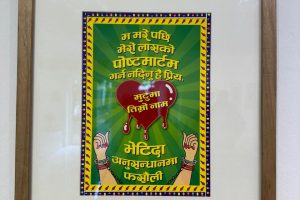 म मरे पछि
मेरो लासको
पोष्टमार्टम
गर्न नदिनु है प्रिय,
मुटुमा
तिम्रो नाम
भेटिदा
अनुसन्धानमा
फसौली